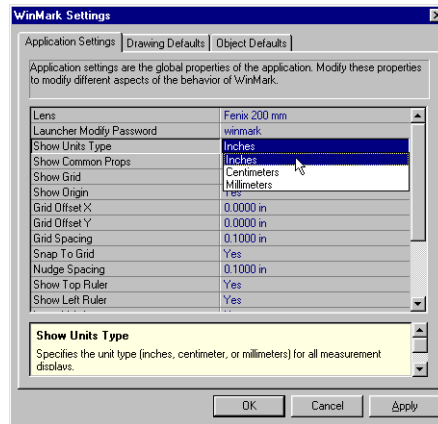 WinMark Settings
Application Settings Drawing Defaults Object Defaults
Application settings are the global properties of the application. Modify these properties
to modify different aspects of the behavior of WinMark.
Lens Fenix 200 mm
Launcher Modify Password winmark
Show Units Type Inches
Show Common Props Inches
Centimeters
Show Grid
Millimeters
Show Origin Yes
Grid Offset X 0.0000 in
Grid Offset Y 0.0000 in
Grid Spacing 0.1000 in
Snap To Grid Yes
Nudge Spacing 0.1000 in
Show Top Ruler Yes
Show Left Ruler Yes
Show Units Type
Specifies the unit type (inches, centimeter, or millimeters) for all measurement
displays.
OK Cancel Apply